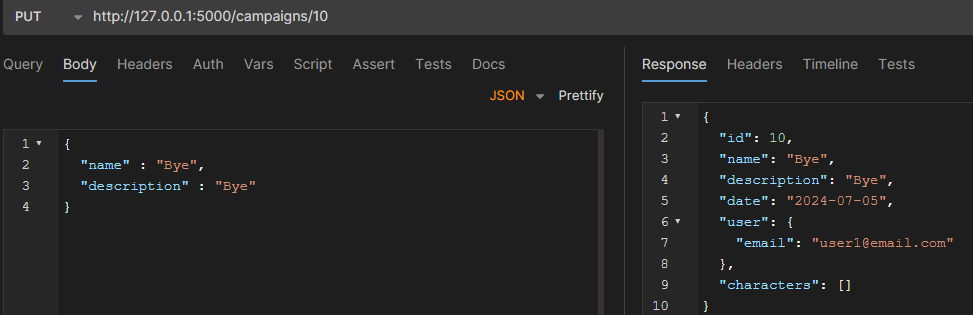 PUT http://127.0.0.1:5000/campaigns/10
Query Body Headers Auth Vars Script Assert Tests Docs
JSON Prettify
1 {
2 "name" : "Bye",
3 "description" : "Bye"
4 }
Response Headers Timeline Tests
1 {
2 "id": 10,
3 "name": "Bye",
4 "description": "Bye",
5 "date": "2024-07-05",
6 "user": {
7 "email": "user1@email.com"
8 },
9 "characters": []
10 }